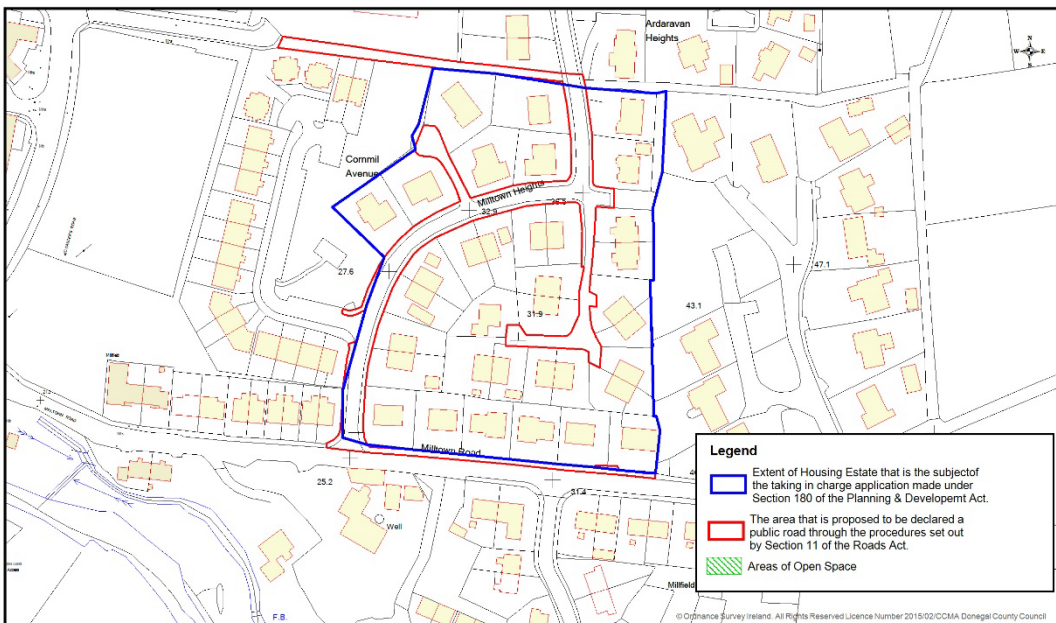 Ardaravan
Heights
N
W E
S
Cornmil
Avenue
Milltown Heights
32.9
27.6
47.1
43.1
31.9
Milltown Road
MILLTOWN ROAD
25.2
31.4
Well
Millfield
F.B.
Legend
Extent of Housing Estate that is the subjectof
the taking in charge application made under
Section 180 of the Planning & Developemt Act.
The area that is proposed to be declared a
public road through the procedures set out
by Section 11 of the Roads Act.
Areas of Open Space
© Ordnance Survey Ireland. All Rights Reserved Licence Number 2015/02/CCMA Donegal County Council